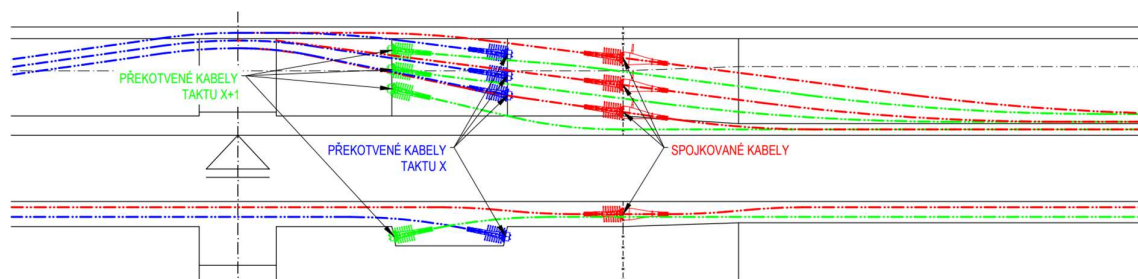 PŘEKOTVENÉ KABELY
TAKTU X+1
PŘEKOTVENÉ KABELY
TAKTU X
SPOJKOVANÉ KABELY